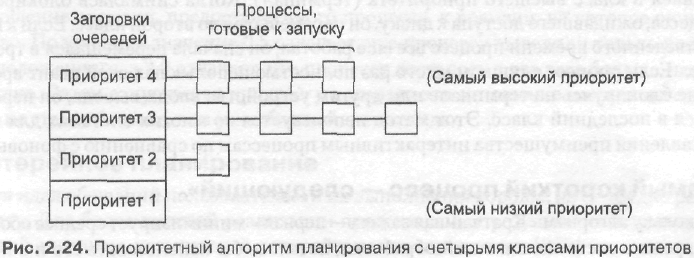 Заголовки
очередей
Процессы,
готовые к запуску
Приоритет 4
(Самый высокий приоритет)
Приоритет 3
Приоритет 2
Приоритет 1
(Самый низкий приоритет)
Рис. 2.24. Приоритетный алгоритм планирования с четырьмя классами приоритетов